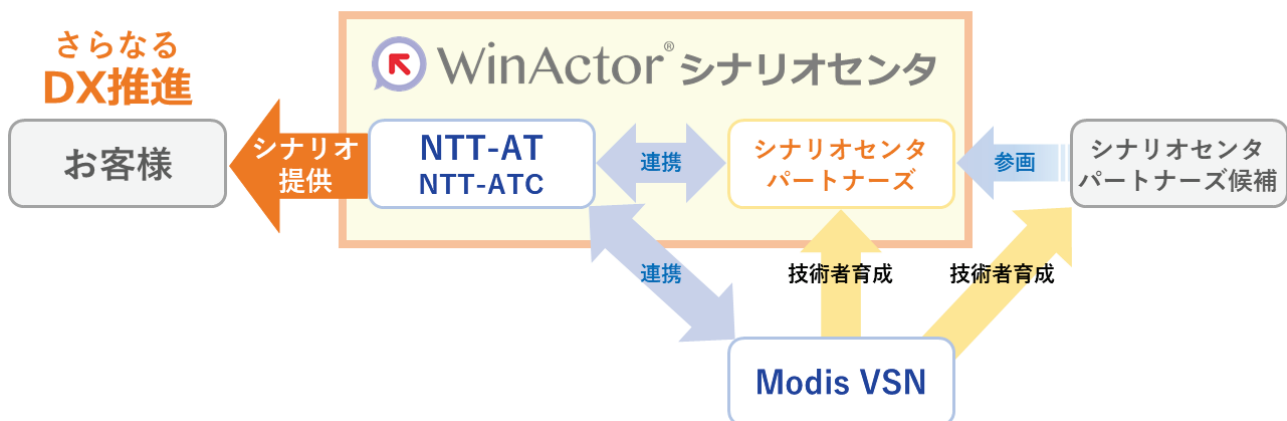 さらなる
DX推進
お客様
シナリオ
提供
WinActor® シナリオセンタ
NTT-AT
NTT-ATC
連携
シナリオセンタ
パートナーズ
参画
シナリオセンタ
パートナーズ候補
連携
技術者育成
技術者育成
Modis VSN